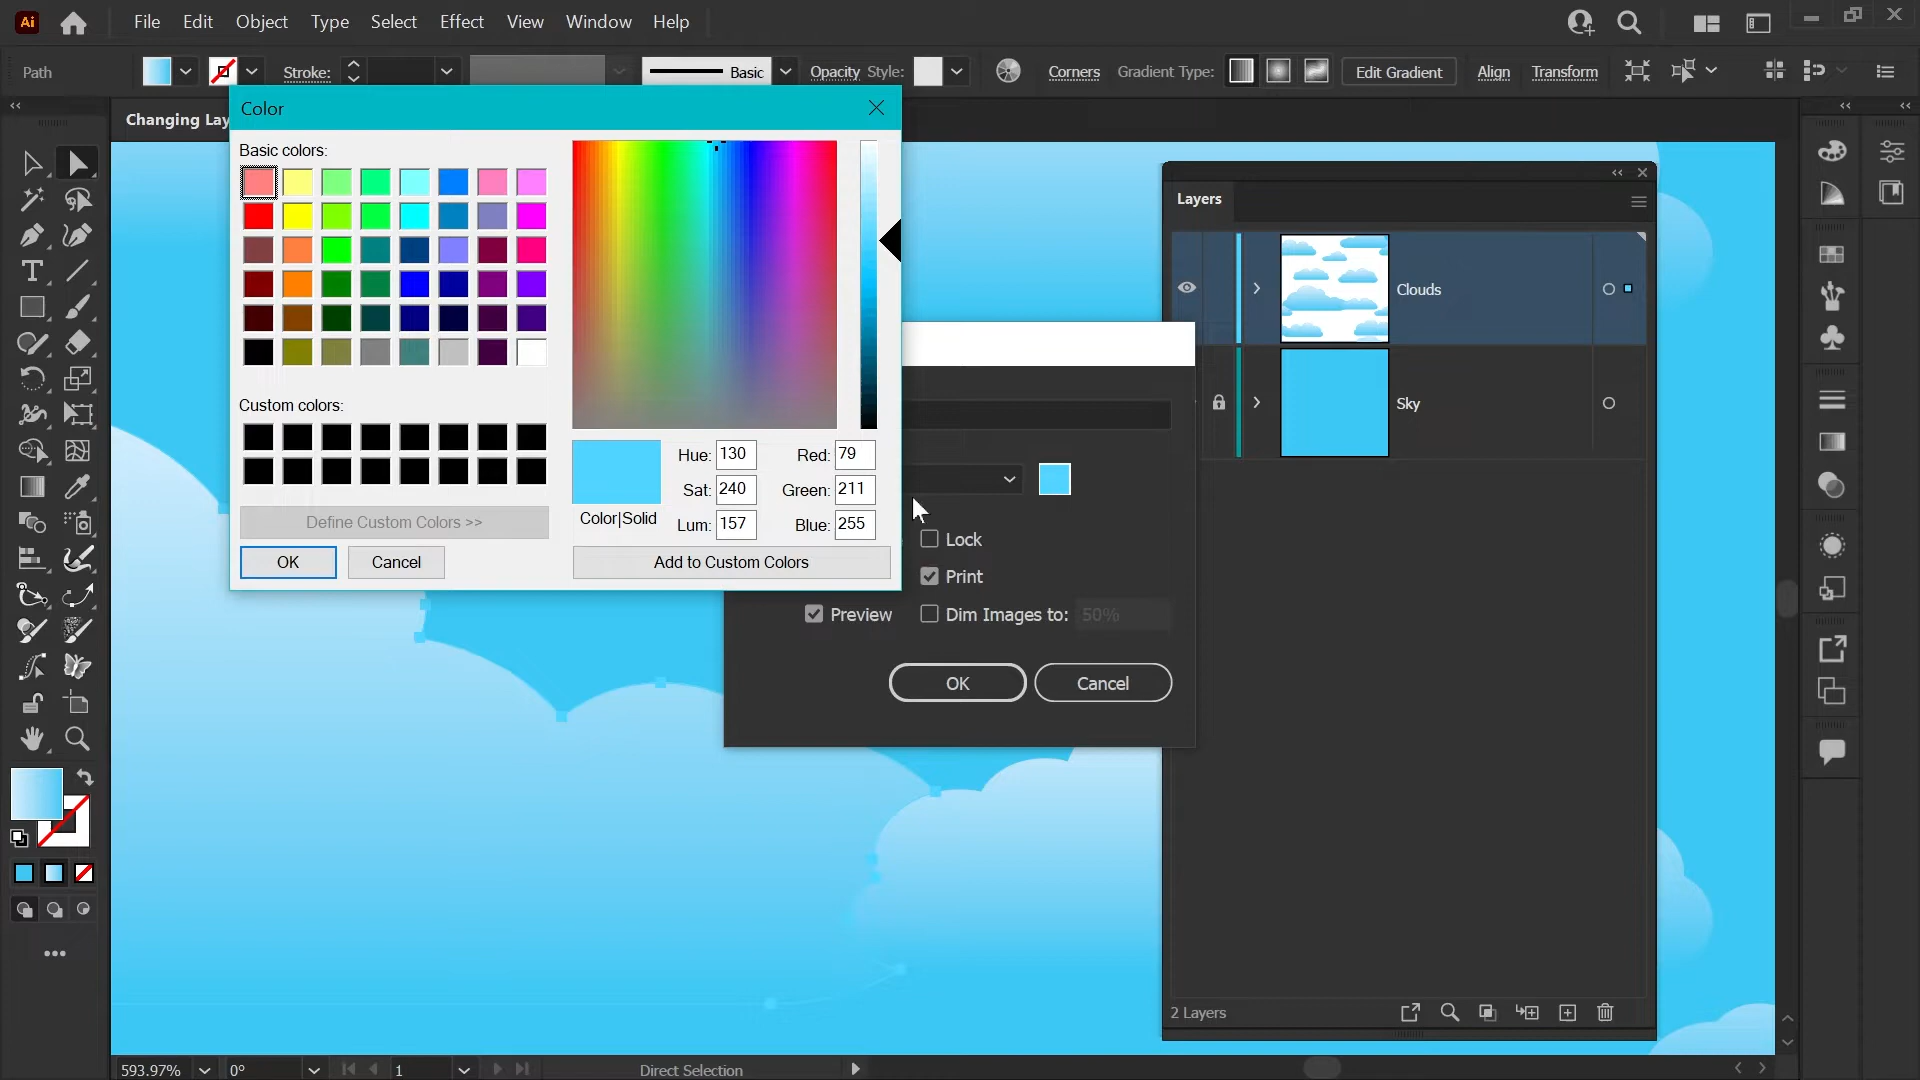 Ai File Edit Object Type Select Effect View Window Help
Path Stroke: Basic Opacity Style: Corners Gradient Type: Edit Gradient Align Transform
Changing Lay
Color
Basic colors:
Custom colors:
Define Custom Colors >>
OK Cancel
Color|Solid
Hue: 130 Red: 79
Sat: 240 Green: 211
Lum: 157 Blue: 255
Add to Custom Colors
Lock
Print
Preview Dim Images to: 50%
OK Cancel
Layers
Clouds
Sky
2 Layers
593.97% 0° 1 Direct Selection